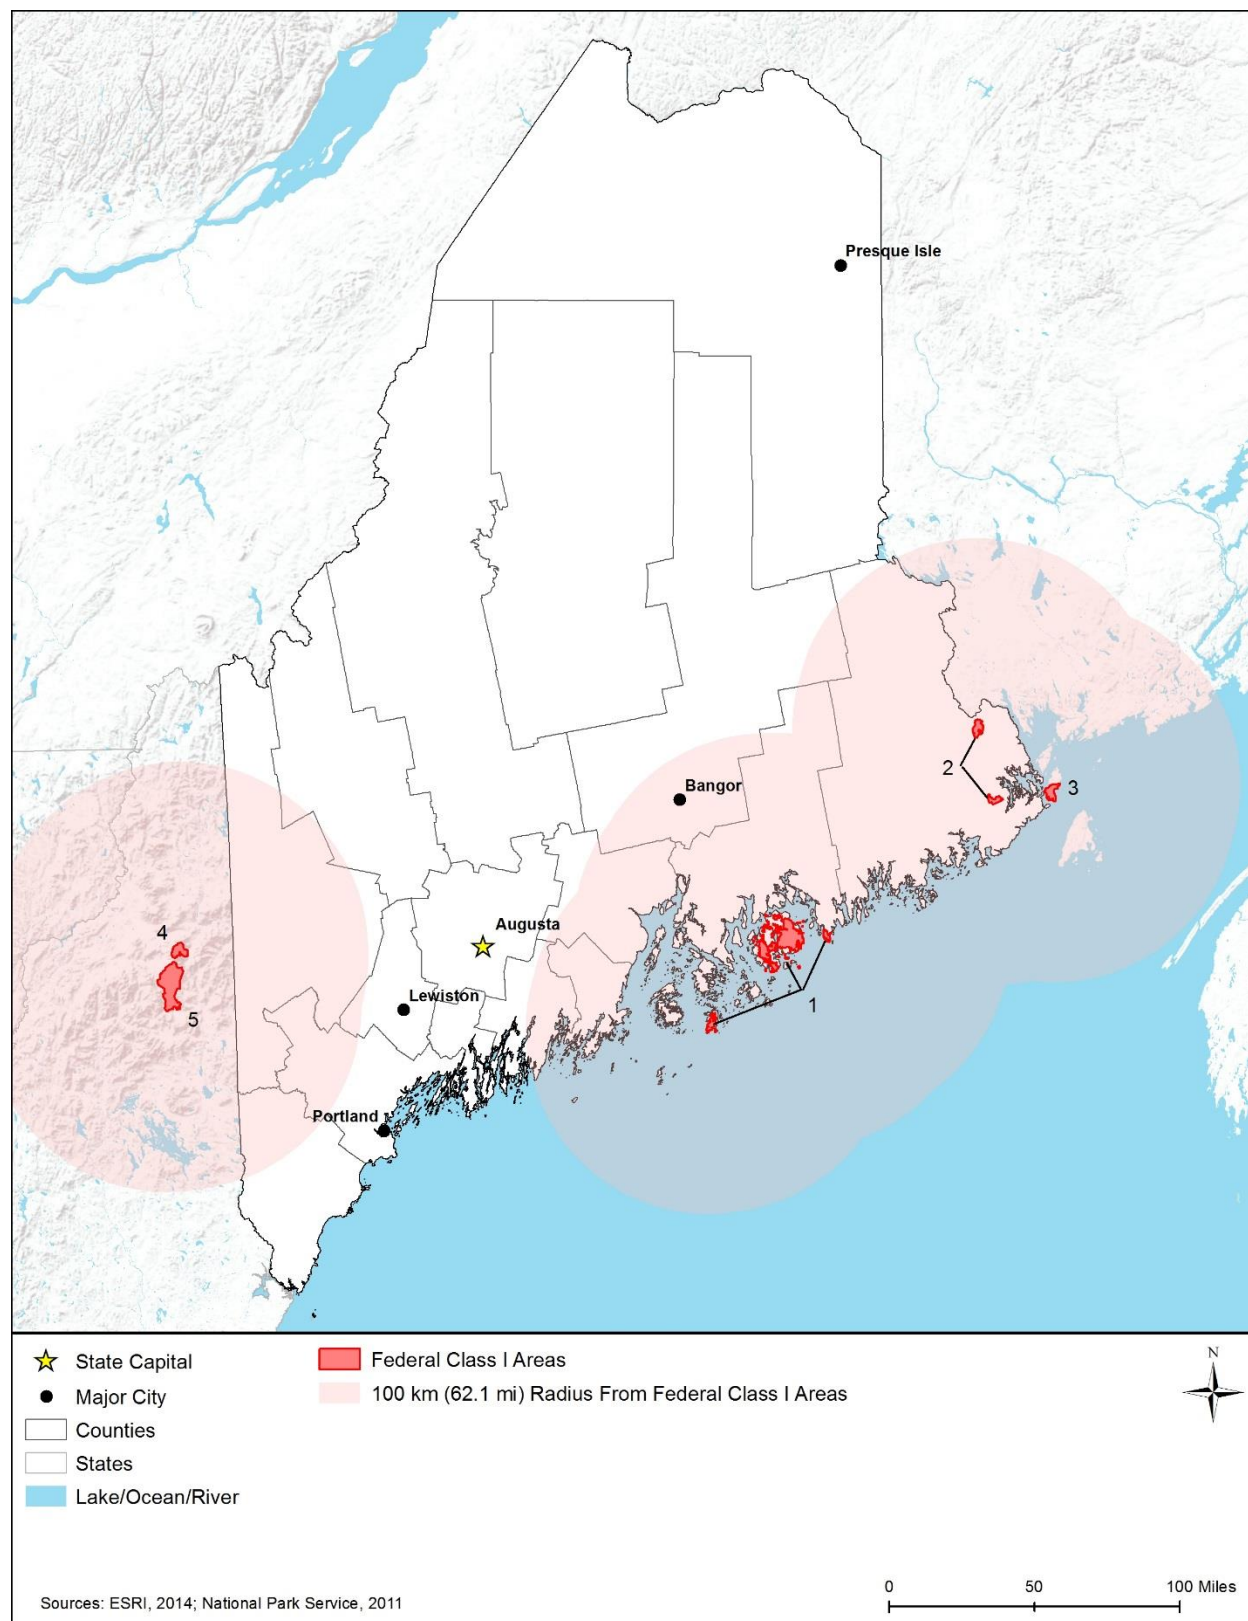 Presque Isle
2
Bangor
3
4
Augusta
1
Lewiston
5
Portland
State Capital
Major City
Counties
States
Lake/Ocean/River
Federal Class I Areas
100 km (62.1 mi) Radius From Federal Class I Areas
N
Sources: ESRI, 2014; National Park Service, 2011
0 50 100 Miles